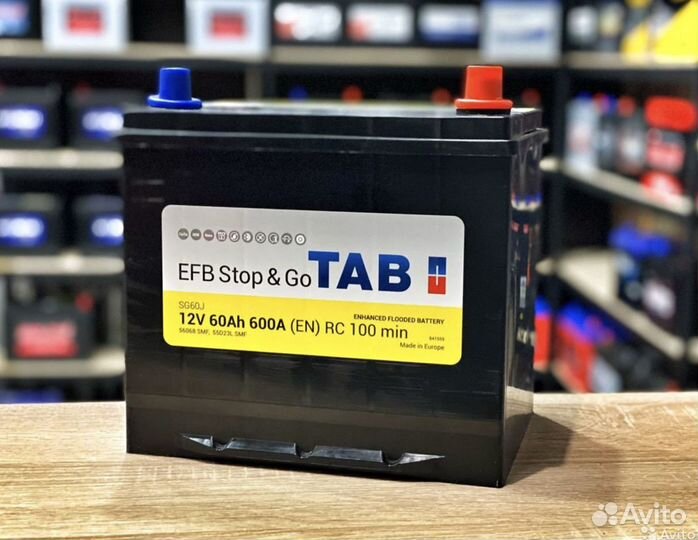 EFB Stop & Go TAB
SG60J
ENHANCED FLOODED BATTERY
12V 60Ah 600A (EN) RC 100 min
56068 SMF, 55D23L SMF
Made in Europe
Avito
Avito